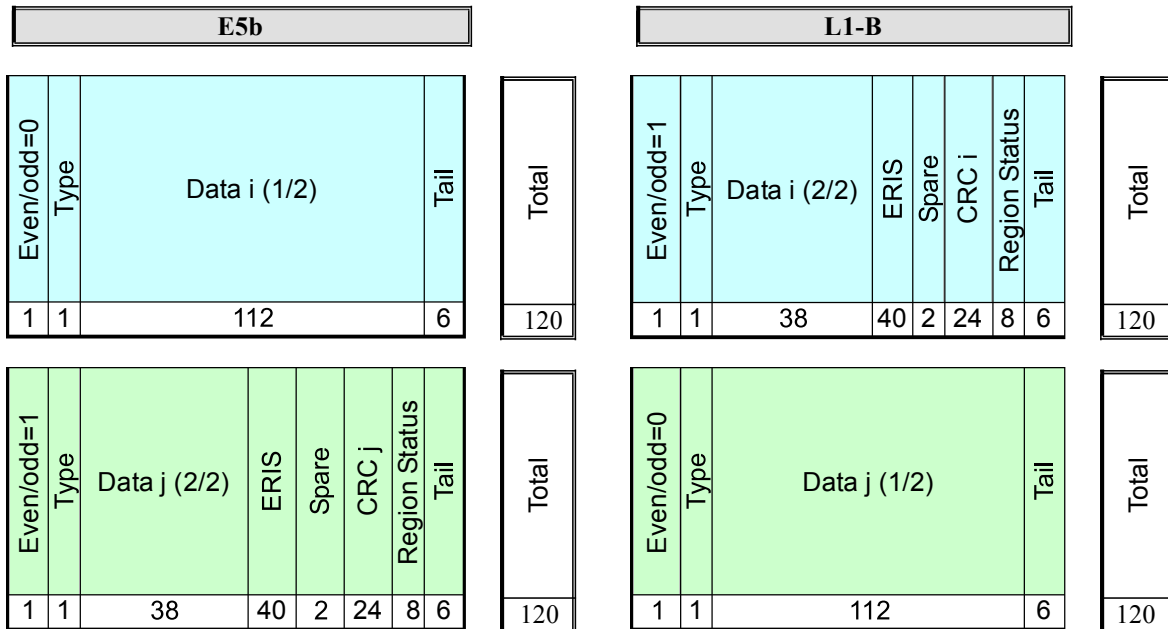 E5b
L1-B
Even/odd=0
Type
Data i (1/2)
Tail
Total
1 1 112 6 120
Even/odd=1
Type
Data i (2/2)
ERIS
Spare
CRC i
Region Status
Tail
Total
1 1 38 40 2 24 8 6 120
Even/odd=1
Type
Data j (2/2)
ERIS
Spare
CRC j
Region Status
Tail
Total
1 1 38 40 2 24 8 6 120
Even/odd=0
Type
Data j (1/2)
Tail
Total
1 1 112 6 120